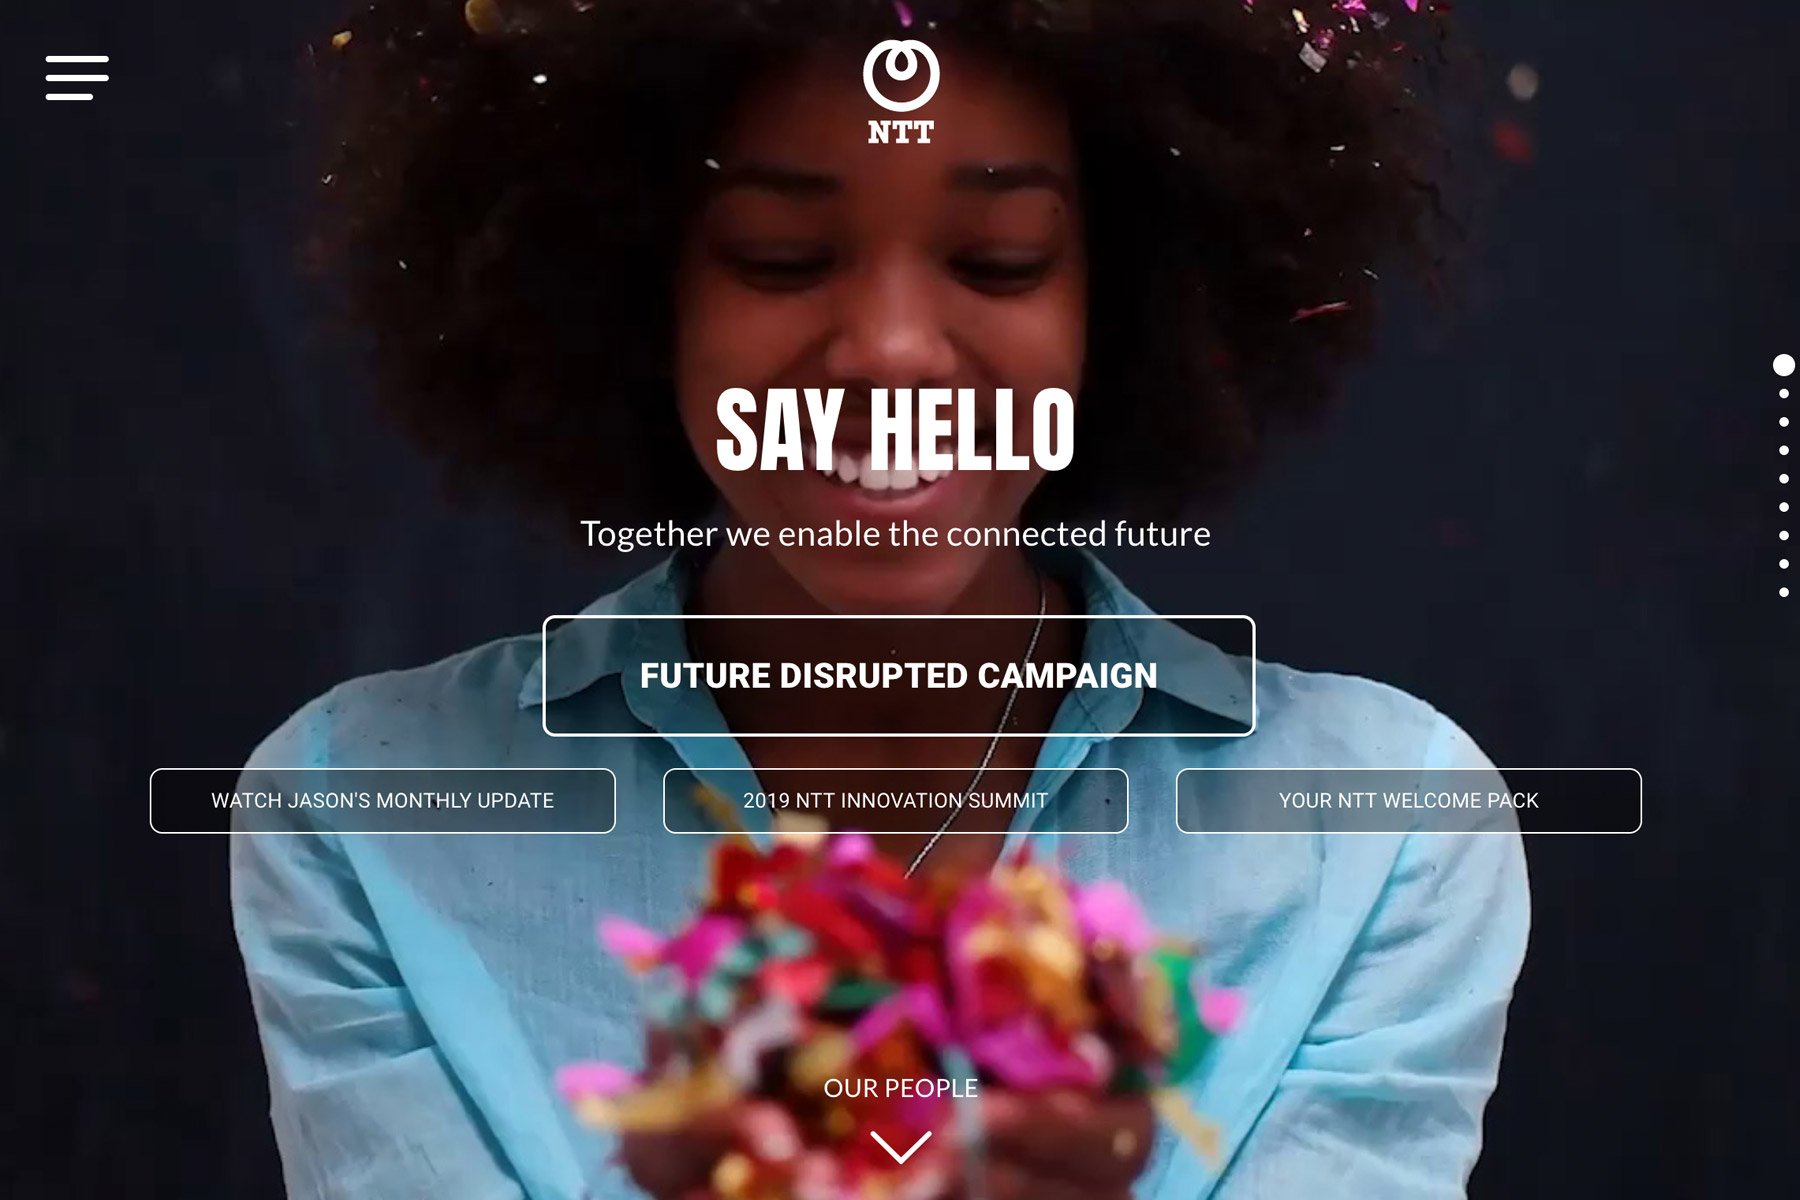 NTT
SAY HELLO
Together we enable the connected future
FUTURE DISRUPTED CAMPAIGN
WATCH JASON'S MONTHLY UPDATE
2019 NTT INNOVATION SUMMIT
YOUR NTT WELCOME PACK
OUR PEOPLE